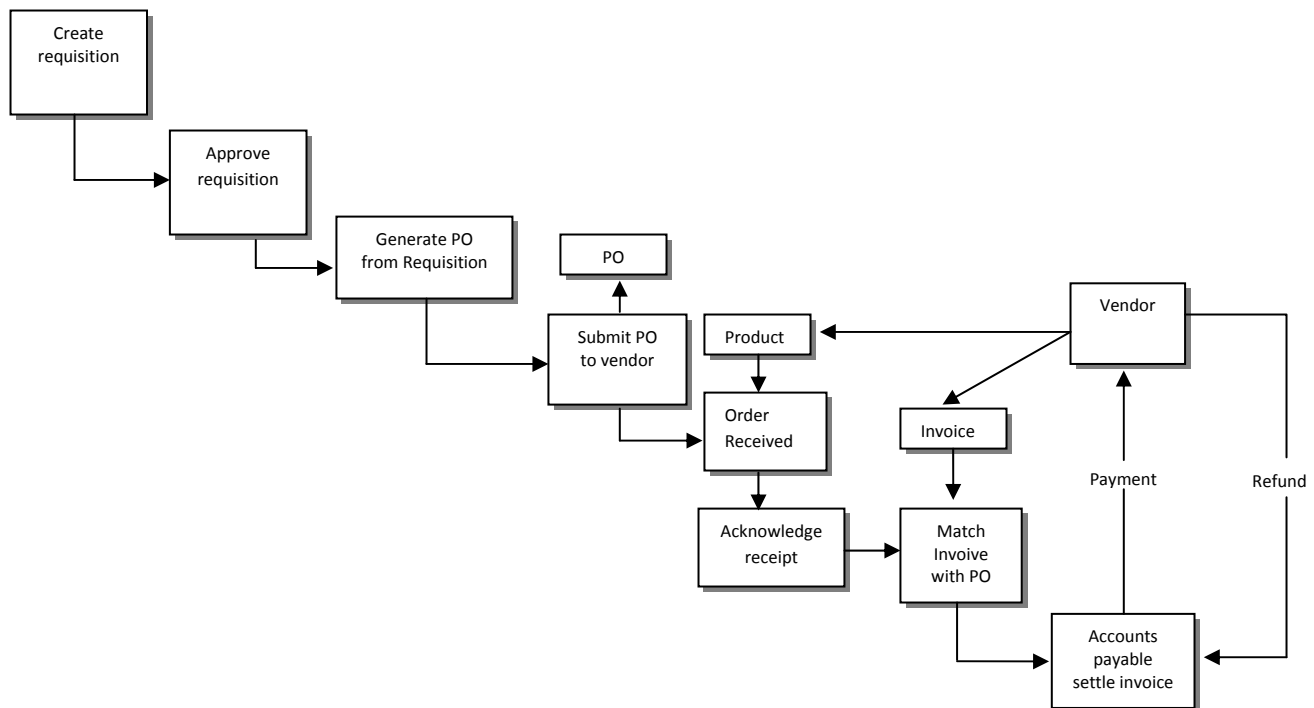 Create
requisition
Approve
requisition
Generate PO
from Requisition
PO
Submit PO
to vendor
Product
Vendor
Order
Received
Invoice
Payment
Refund
Acknowledge
receipt
Match
Invoive
with PO
Accounts
payable
settle invoice